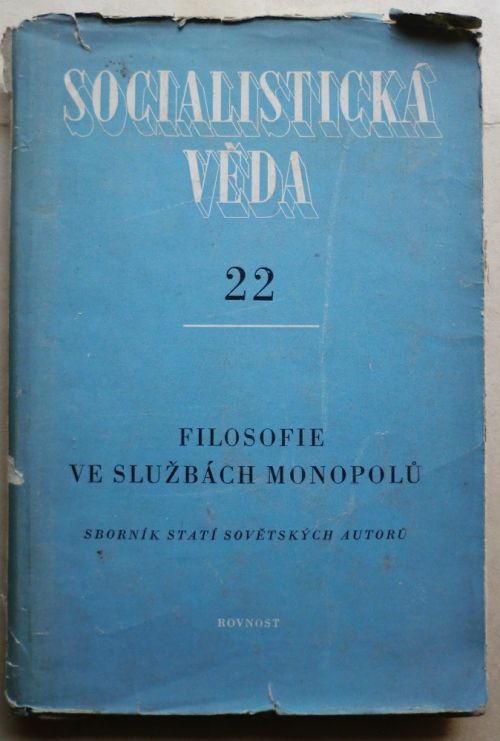 SOCIALISTICKÁ
VĚDA
22
FILOSOFIE
VE SLUŽBÁCH MONOPOLŮ
SBORNÍK STATÍ SOVĚTSKÝCH AUTORŮ
ROVNOST